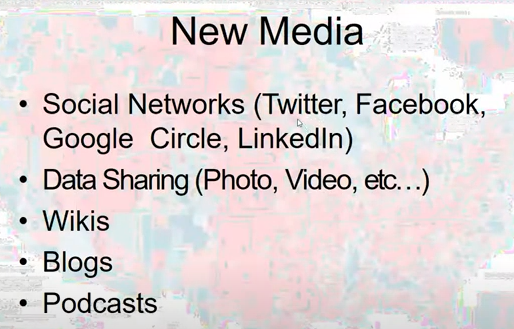 New Media
• Social Networks (Twitter, Facebook,
Google  Circle, LinkedIn)
• Data Sharing (Photo, Video, etc…)
• Wikis
• Blogs
• Podcasts